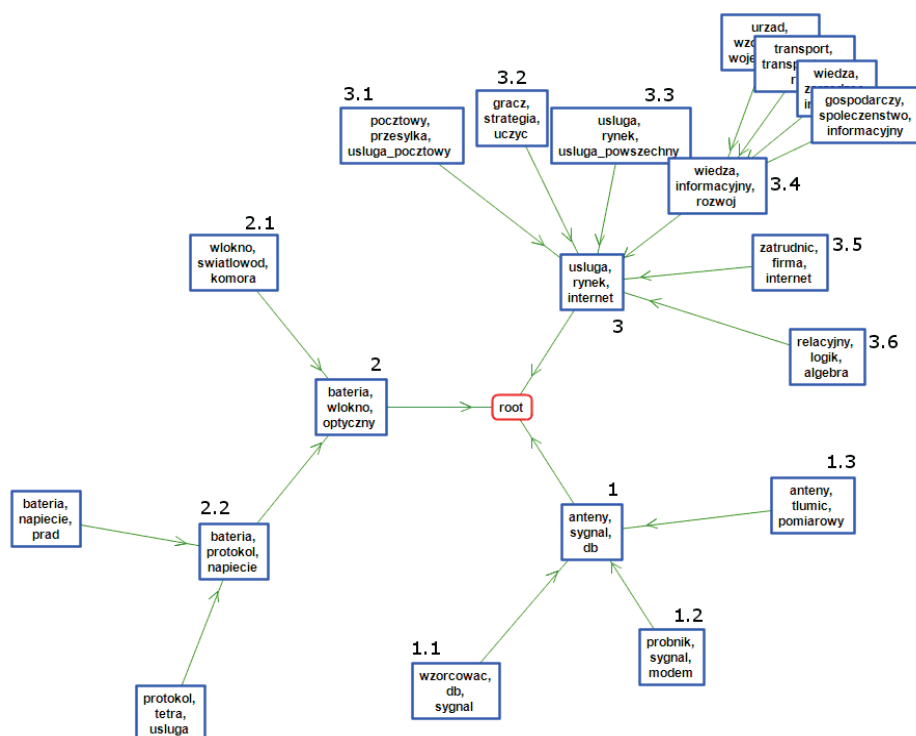 urzad,
transport,
wiedza,
gospodarczy,
społeczenstwo,
informacyjny
3.1
pocztowy,
przesylka,
usluga_pocztowy
3.2
gracz,
strategia,
uczyc
3.3
usluga,
rynek,
usluga_powszechny
wiedza,
informacyjny,
rozwoj
3.4
2.1
wlokno,
swiatlowod,
komora
usluga,
rynek,
internet
3
zatrudnic,
firma,
internet
3.5
relacyjny,
logik,
algebra
3.6
2
bateria,
wlokno,
optyczny
root
bateria,
napiecie,
prad
2.2
bateria,
protokol,
napiecie
1
anteny,
sygnal,
db
1.3
anteny,
tlumic,
pomiarowy
1.1
wzorcowac,
db,
sygnal
1.2
probnik,
sygnal,
modem
protokol,
tetra,
usluga